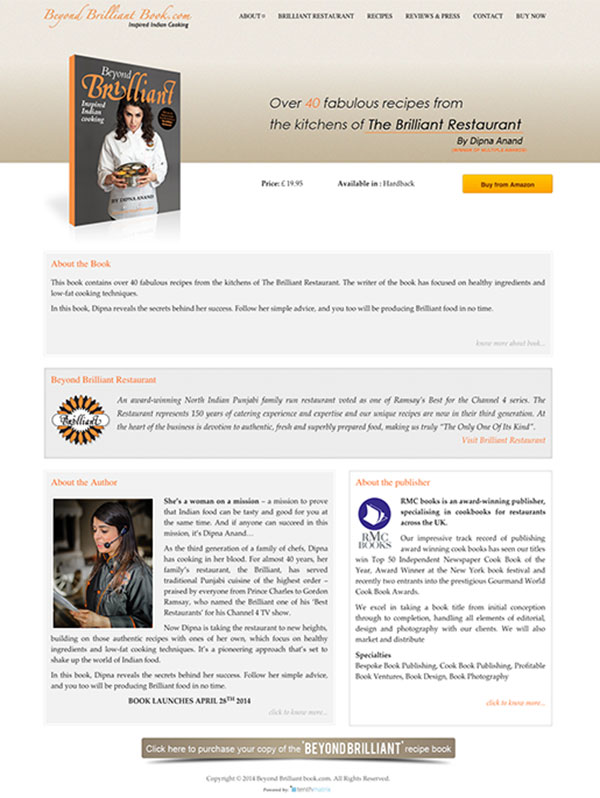 Beyond Brilliant Book.com
Inspired Indian Cooking
ABOUT
BRILLIANT RESTAURANT
RECIPES
REVIEWS & PRESS
CONTACT
BUY NOW
Beyond
Brilliant
Inspired
Indian
cooking
BY DIPNA ANAND
Over 40 fabulous recipes from
the kitchens of The Brilliant Restaurant
By Dipna Anand
Price: £ 19.95
Available in : Hardback
Buy from Amazon
About the Book
This book contains over 40 fabulous recipes from the kitchens of The Brilliant Restaurant. The writer of the book has focused on healthy ingredients and
low-fat cooking techniques.
In this book, Dipna reveals the secrets behind her success. Follow her simple advice, and you too will be producing Brilliant food in no time.
know more about book...
Beyond Brilliant Restaurant
Brilliant
An award-winning North Indian Punjabi family run restaurant voted as one of Ramsay's Best for the Channel 4 series. The
Restaurant represents 150 years of catering experience and expertise and our unique recipes are now in their third generation. At
the heart of the business is devotion to authentic, fresh and superbly prepared food, making us truly "The Only One Of Its Kind".
Visit Brilliant Restaurant
About the Author
She's a woman on a mission – a mission to prove
that Indian food can be tasty and good for you at
the same time. And if anyone can succeed in this
mission, it's Dipna Anand…
As the third generation of a family of chefs, Dipna
has cooking in her blood. For almost 40 years, her
family's restaurant, the Brilliant, has served
traditional Punjabi cuisine of the highest order –
praised by everyone from Prince Charles to Gordon
Ramsay, who named the Brilliant one of his 'Best
Restaurants' for his Channel 4 TV show.
Now Dipna is taking the restaurant to new heights,
building on those authentic recipes with ones of her own, which focus on healthy
ingredients and low-fat cooking techniques. It's a pioneering approach that's set to
shake up the world of Indian food.
In this book, Dipna reveals the secrets behind her success. Follow her simple advice,
and you too will be producing Brilliant food in no time.
BOOK LAUNCHES APRIL 28TH 2014
click to know more...
About the publisher
RMC
BOOKS
RMC books is an award-winning publisher,
specialising in cookbooks for restaurants
across the UK.
Our impressive track record of publishing
award winning cook books has seen our titles
win Top 50 Independent Newspaper Cook Book of the
Year, Award Winner at the New York book festival and
recently two entrants into the prestigious Gourmand World
Cook Book Awards.
We excel in taking a book title from initial conception
through to completion, handling all elements of editorial,
design and photography with our clients. We will also
market and distribute
Specialties
Bespoke Book Publishing, Cook Book Publishing, Profitable
Book Ventures, Book Design, Book Photography
click to know more...
Click here to purchase your copy of the 'BEYOND BRILLIANT' recipe book
Copyright © 2014 Beyond Brilliant book.com. All Rights Reserved.
Powered by: tenthmatrix